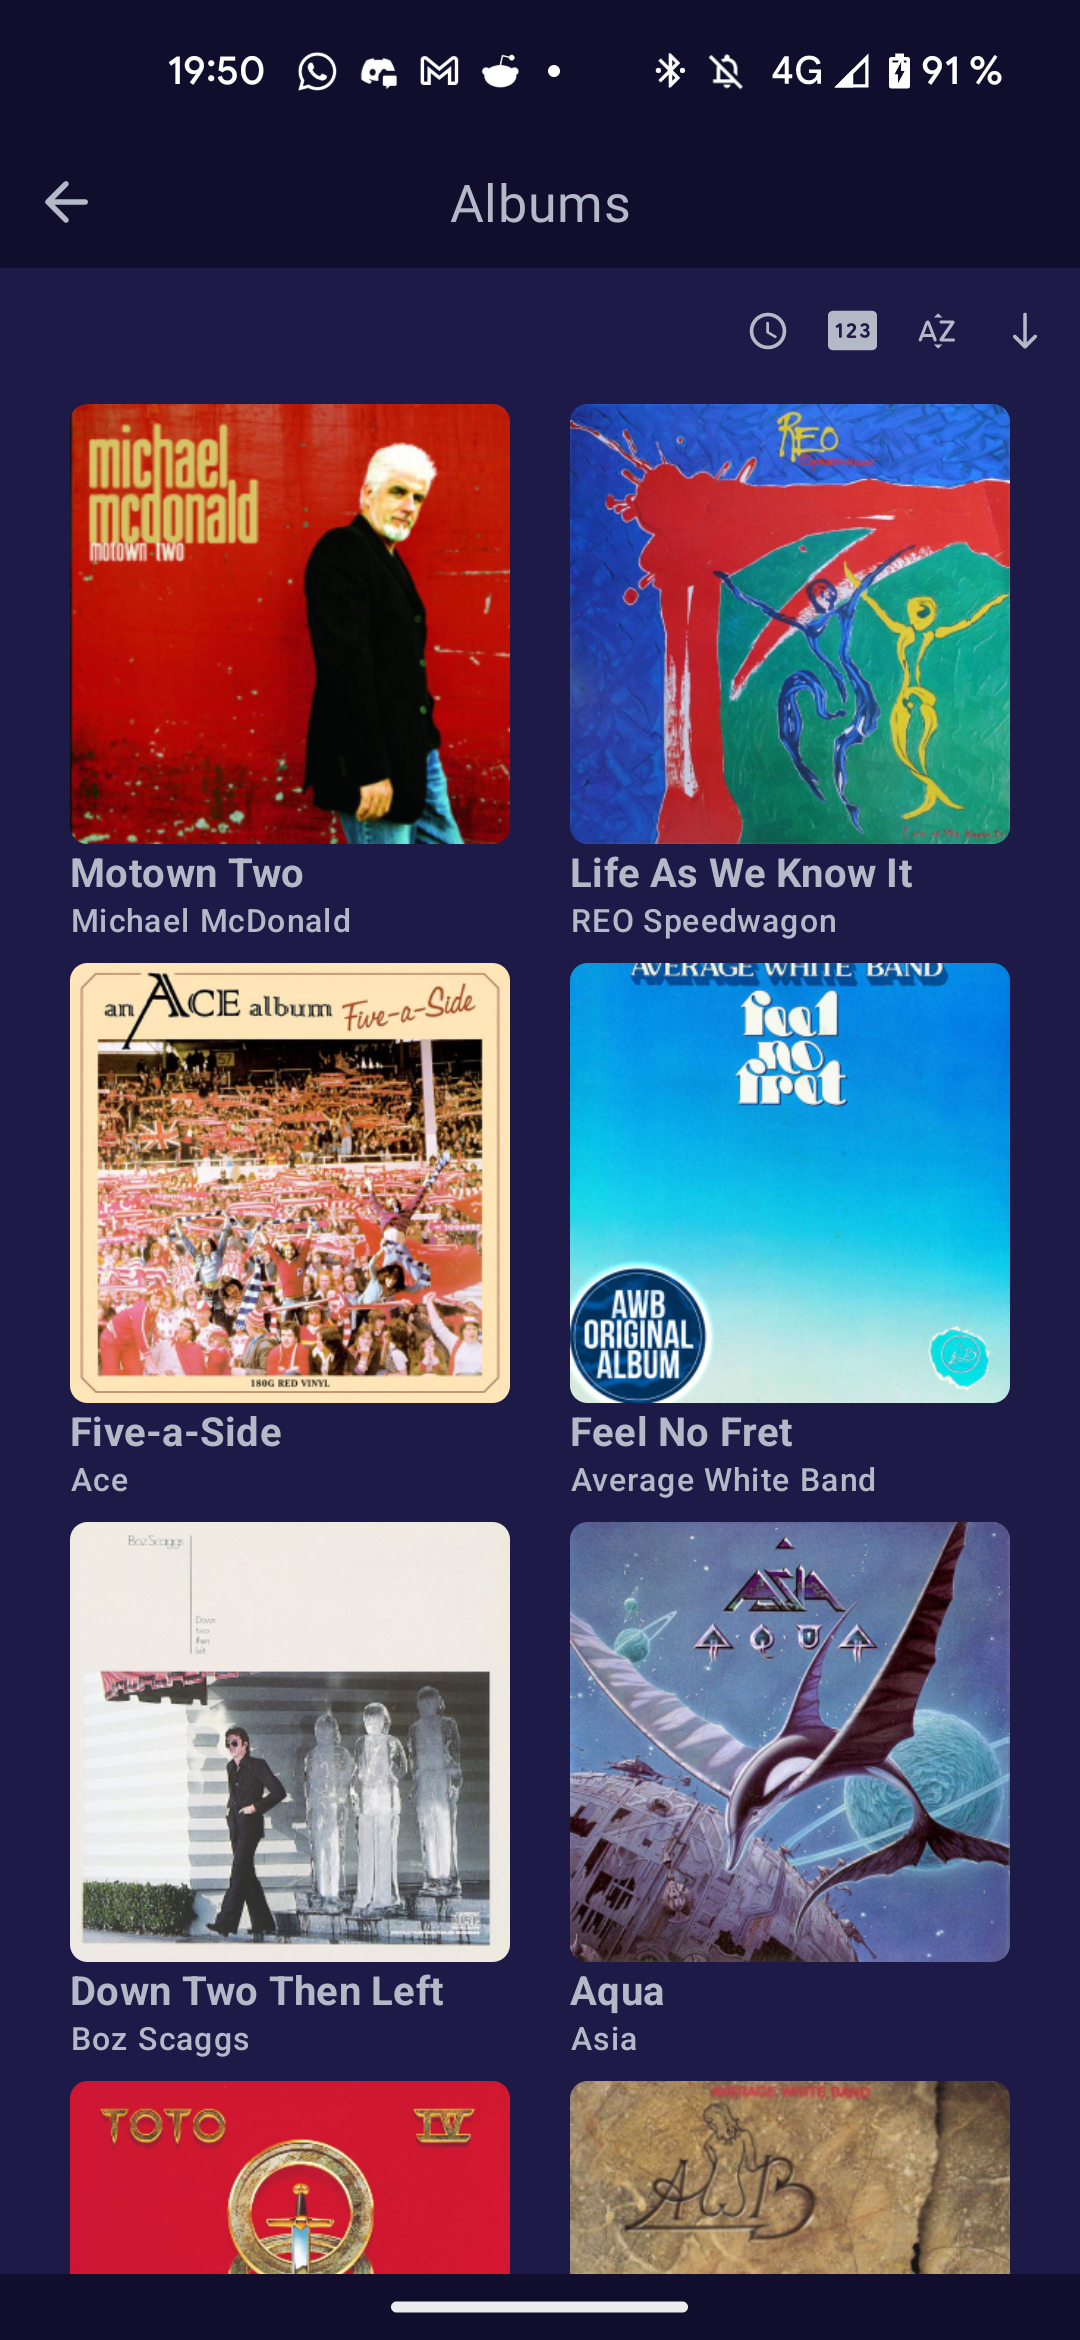 19:50 4G 91 %
Albums
123 AZ
michael
mcdonald
motown two
REO
Motown Two
Michael McDonald
Life As We Know It
REO Speedwagon
an ACE album Five-a-Side
57
180G RED VINYL
AVERAGE WHITE BAND
feel
no
fret
AWB
ORIGINAL
ALBUM
Five-a-Side
Ace
Feel No Fret
Average White Band
Boz Scaggs
Down
two
then
left
ASIA
AQUA
Down Two Then Left
Boz Scaggs
Aqua
Asia
TOTO IV
AVERAGE WHITE BAND
AWB